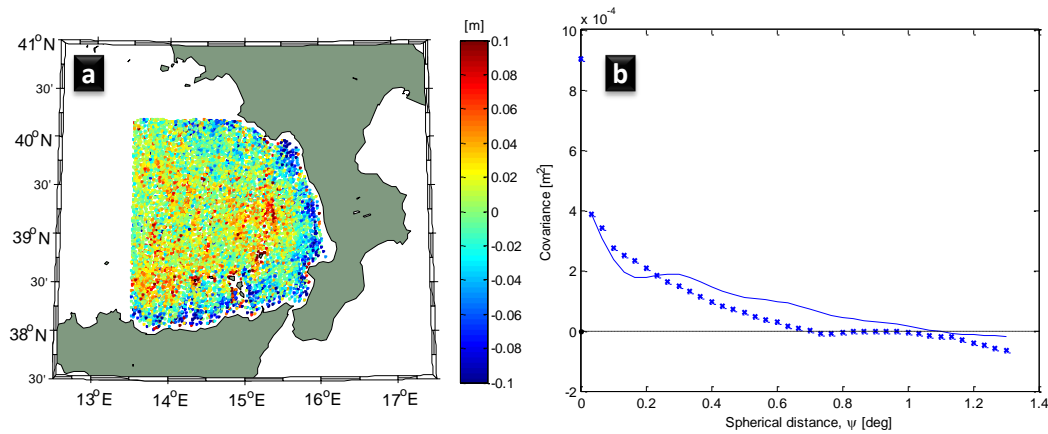 [m]
41°N
30'
40°N
30'
39°N
30'
38°N
30'
13°E
14°E
15°E
16°E
17°E
a
0.1
0.08
0.06
0.04
0.02
0
-0.02
-0.04
-0.06
-0.08
-0.1
x 10⁻⁴
10
8
6
4
2
0
-2
Covariance [m²]
b
0
0.2
0.4
0.6
0.8
1
1.2
1.4
Spherical distance, ψ [deg]